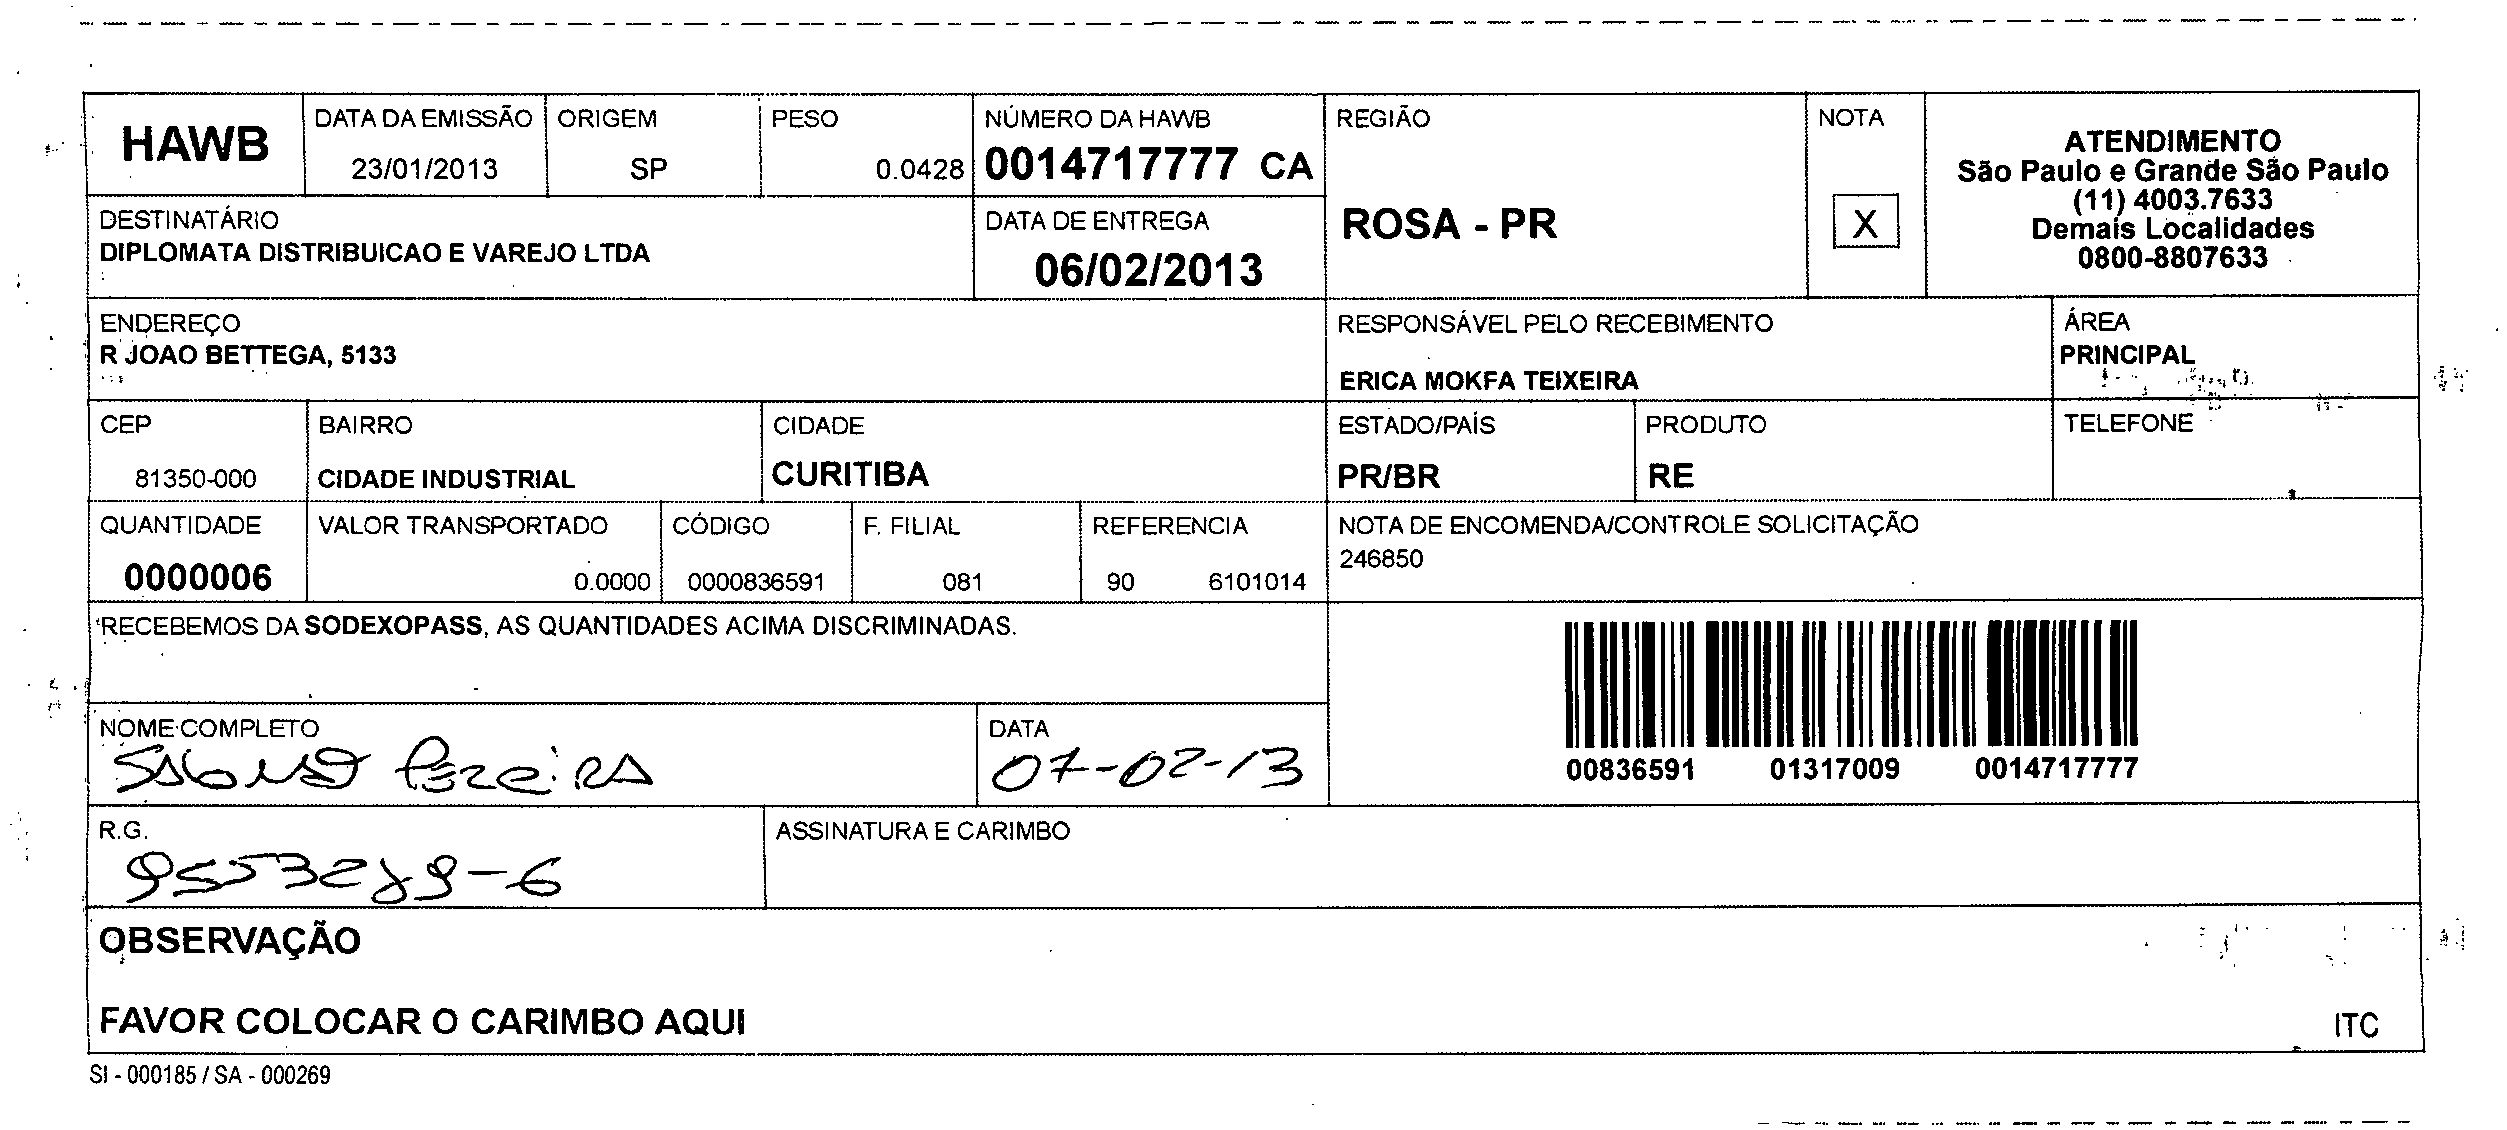 HAWB
DATA DA EMISSÃO
23/01/2013
ORIGEM
SP
PESO
0.0428
NÚMERO DA HAWB
0014717777 CA
REGIÃO
ROSA - PR
NOTA
X
ATENDIMENTO
São Paulo e Grande São Paulo
(11) 4003.7633
Demais Localidades
0800-8807633
DESTINATÁRIO
DIPLOMATA DISTRIBUICAO E VAREJO LTDA
DATA DE ENTREGA
06/02/2013
ENDEREÇO
R JOAO BETTEGA, 5133
RESPONSÁVEL PELO RECEBIMENTO
ERICA MOKFA TEIXEIRA
ÁREA
PRINCIPAL
CEP
81350-000
BAIRRO
CIDADE INDUSTRIAL
CIDADE
CURITIBA
ESTADO/PAÍS
PR/BR
PRODUTO
RE
TELEFONE
QUANTIDADE
0000006
VALOR TRANSPORTADO
0.0000
CÓDIGO
0000836591
F. FILIAL
081
REFERENCIA
90 6101014
NOTA DE ENCOMENDA/CONTROLE SOLICITAÇÃO
246850
RECEBEMOS DA SODEXOPASS, AS QUANTIDADES ACIMA DISCRIMINADAS.
00836591 01317009 0014717777
NOME COMPLETO
Pereira
DATA
07-02-13
R.G.
9553289-6
ASSINATURA E CARIMBO
OBSERVAÇÃO
FAVOR COLOCAR O CARIMBO AQUI
ITC
SI - 000185 / SA - 000269